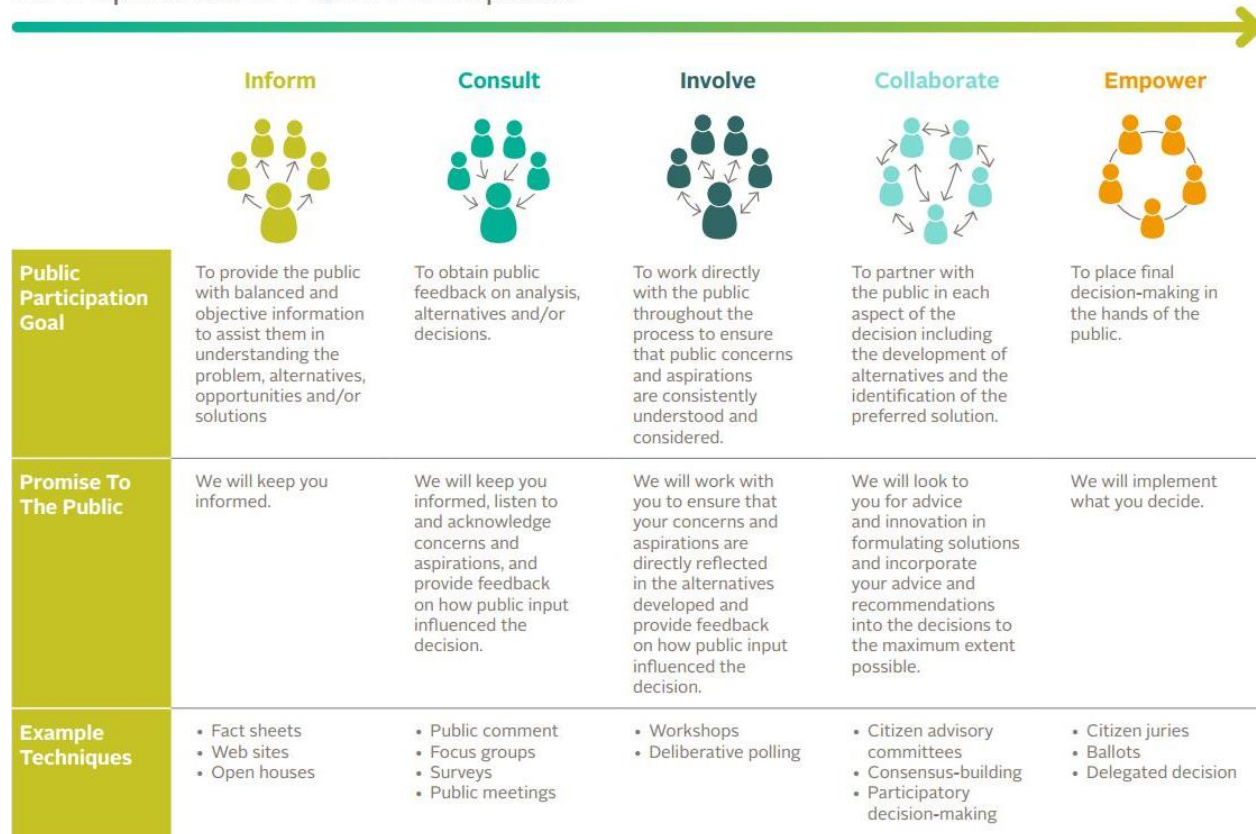 Inform
Consult
Involve
Collaborate
Empower
Public
Participation
Goal
To provide the public
with balanced and
objective information
to assist them in
understanding the
problem, alternatives,
opportunities and/or
solutions
To obtain public
feedback on analysis,
alternatives and/or
decisions.
To work directly
with the public
throughout the
process to ensure
that public concerns
and aspirations
are consistently
understood and
considered.
To partner with
the public in each
aspect of the
decision including
the development of
alternatives and the
identification of the
preferred solution.
To place final
decision-making in
the hands of the
public.
Promise To
The Public
We will keep you
informed.
We will keep you
informed, listen to
and acknowledge
concerns and
aspirations, and
provide feedback
on how public input
influenced the
decision.
We will work with
you to ensure that
your concerns and
aspirations are
directly reflected
in the alternatives
developed and
provide feedback
on how public input
influenced the
decision.
We will look to
you for advice
and innovation in
formulating solutions
and incorporate
your advice and
recommendations
into the decisions to
the maximum extent
possible.
We will implement
what you decide.
Example
Techniques
• Fact sheets
• Web sites
• Open houses
• Public comment
• Focus groups
• Surveys
• Public meetings
• Workshops
• Deliberative polling
• Citizen advisory
committees
• Consensus-building
• Participatory
decision-making
• Citizen juries
• Ballots
• Delegated decision